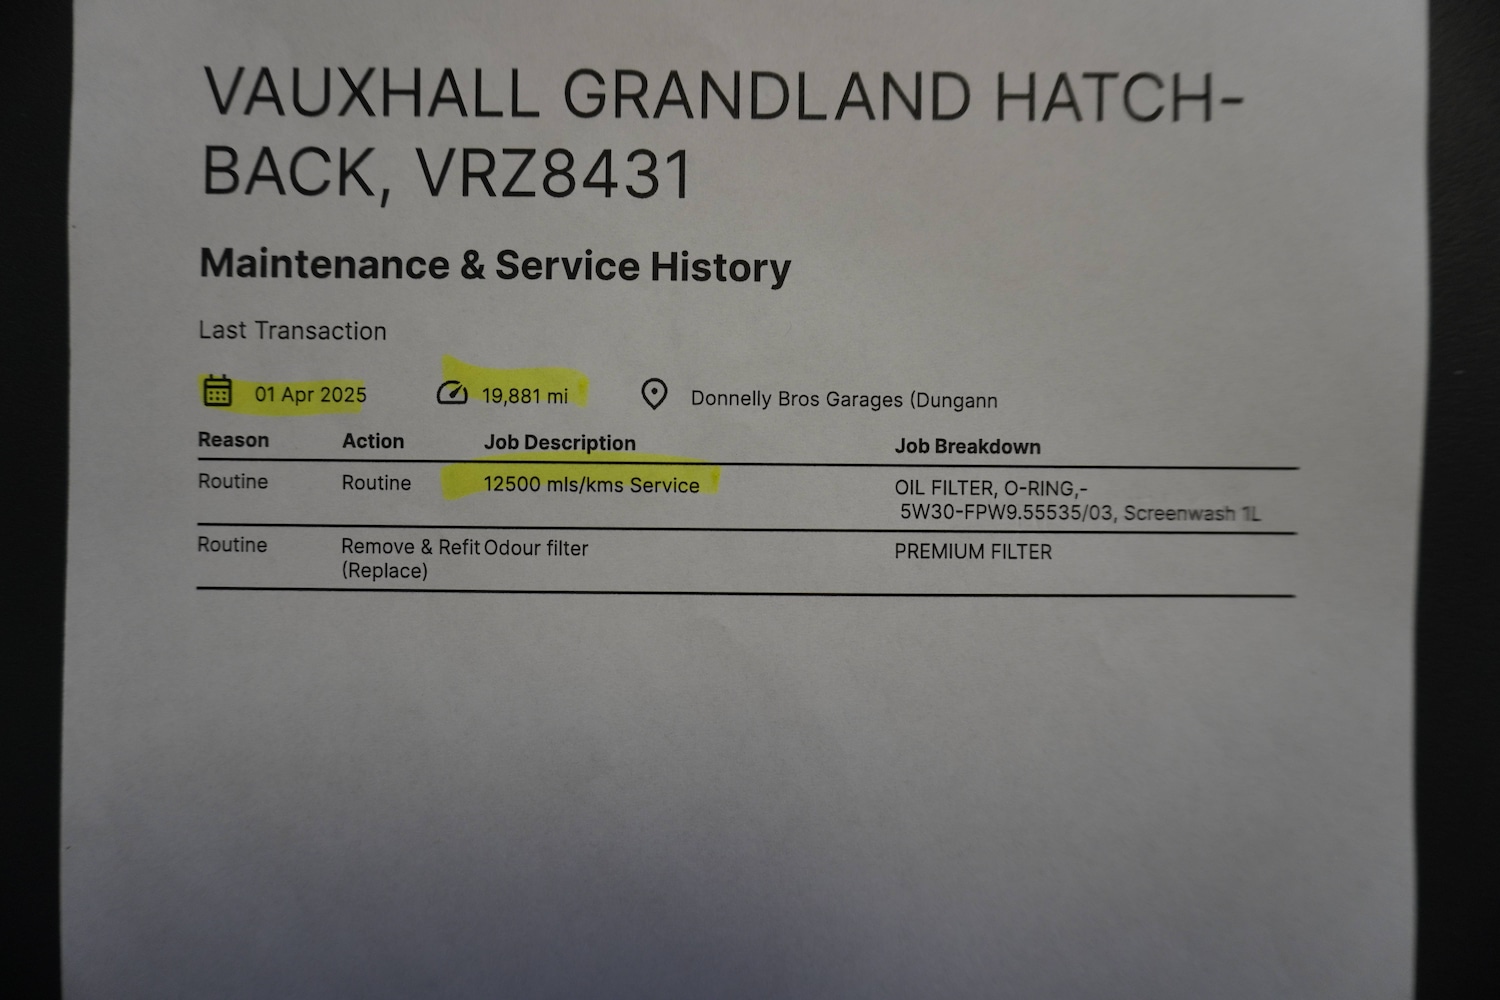 VAUXHALL GRANDLAND HATCH-
BACK, VRZ8431
Maintenance & Service History
Last Transaction
01 Apr 2025 19,881 mi Donnelly Bros Garages (Dungann
Reason Action Job Description Job Breakdown
Routine Routine 12500 mls/kms Service OIL FILTER, O-RING,-
5W30-FPW9.55535/03, Screenwash 1L
Routine Remove & Refit Odour filter PREMIUM FILTER
(Replace)